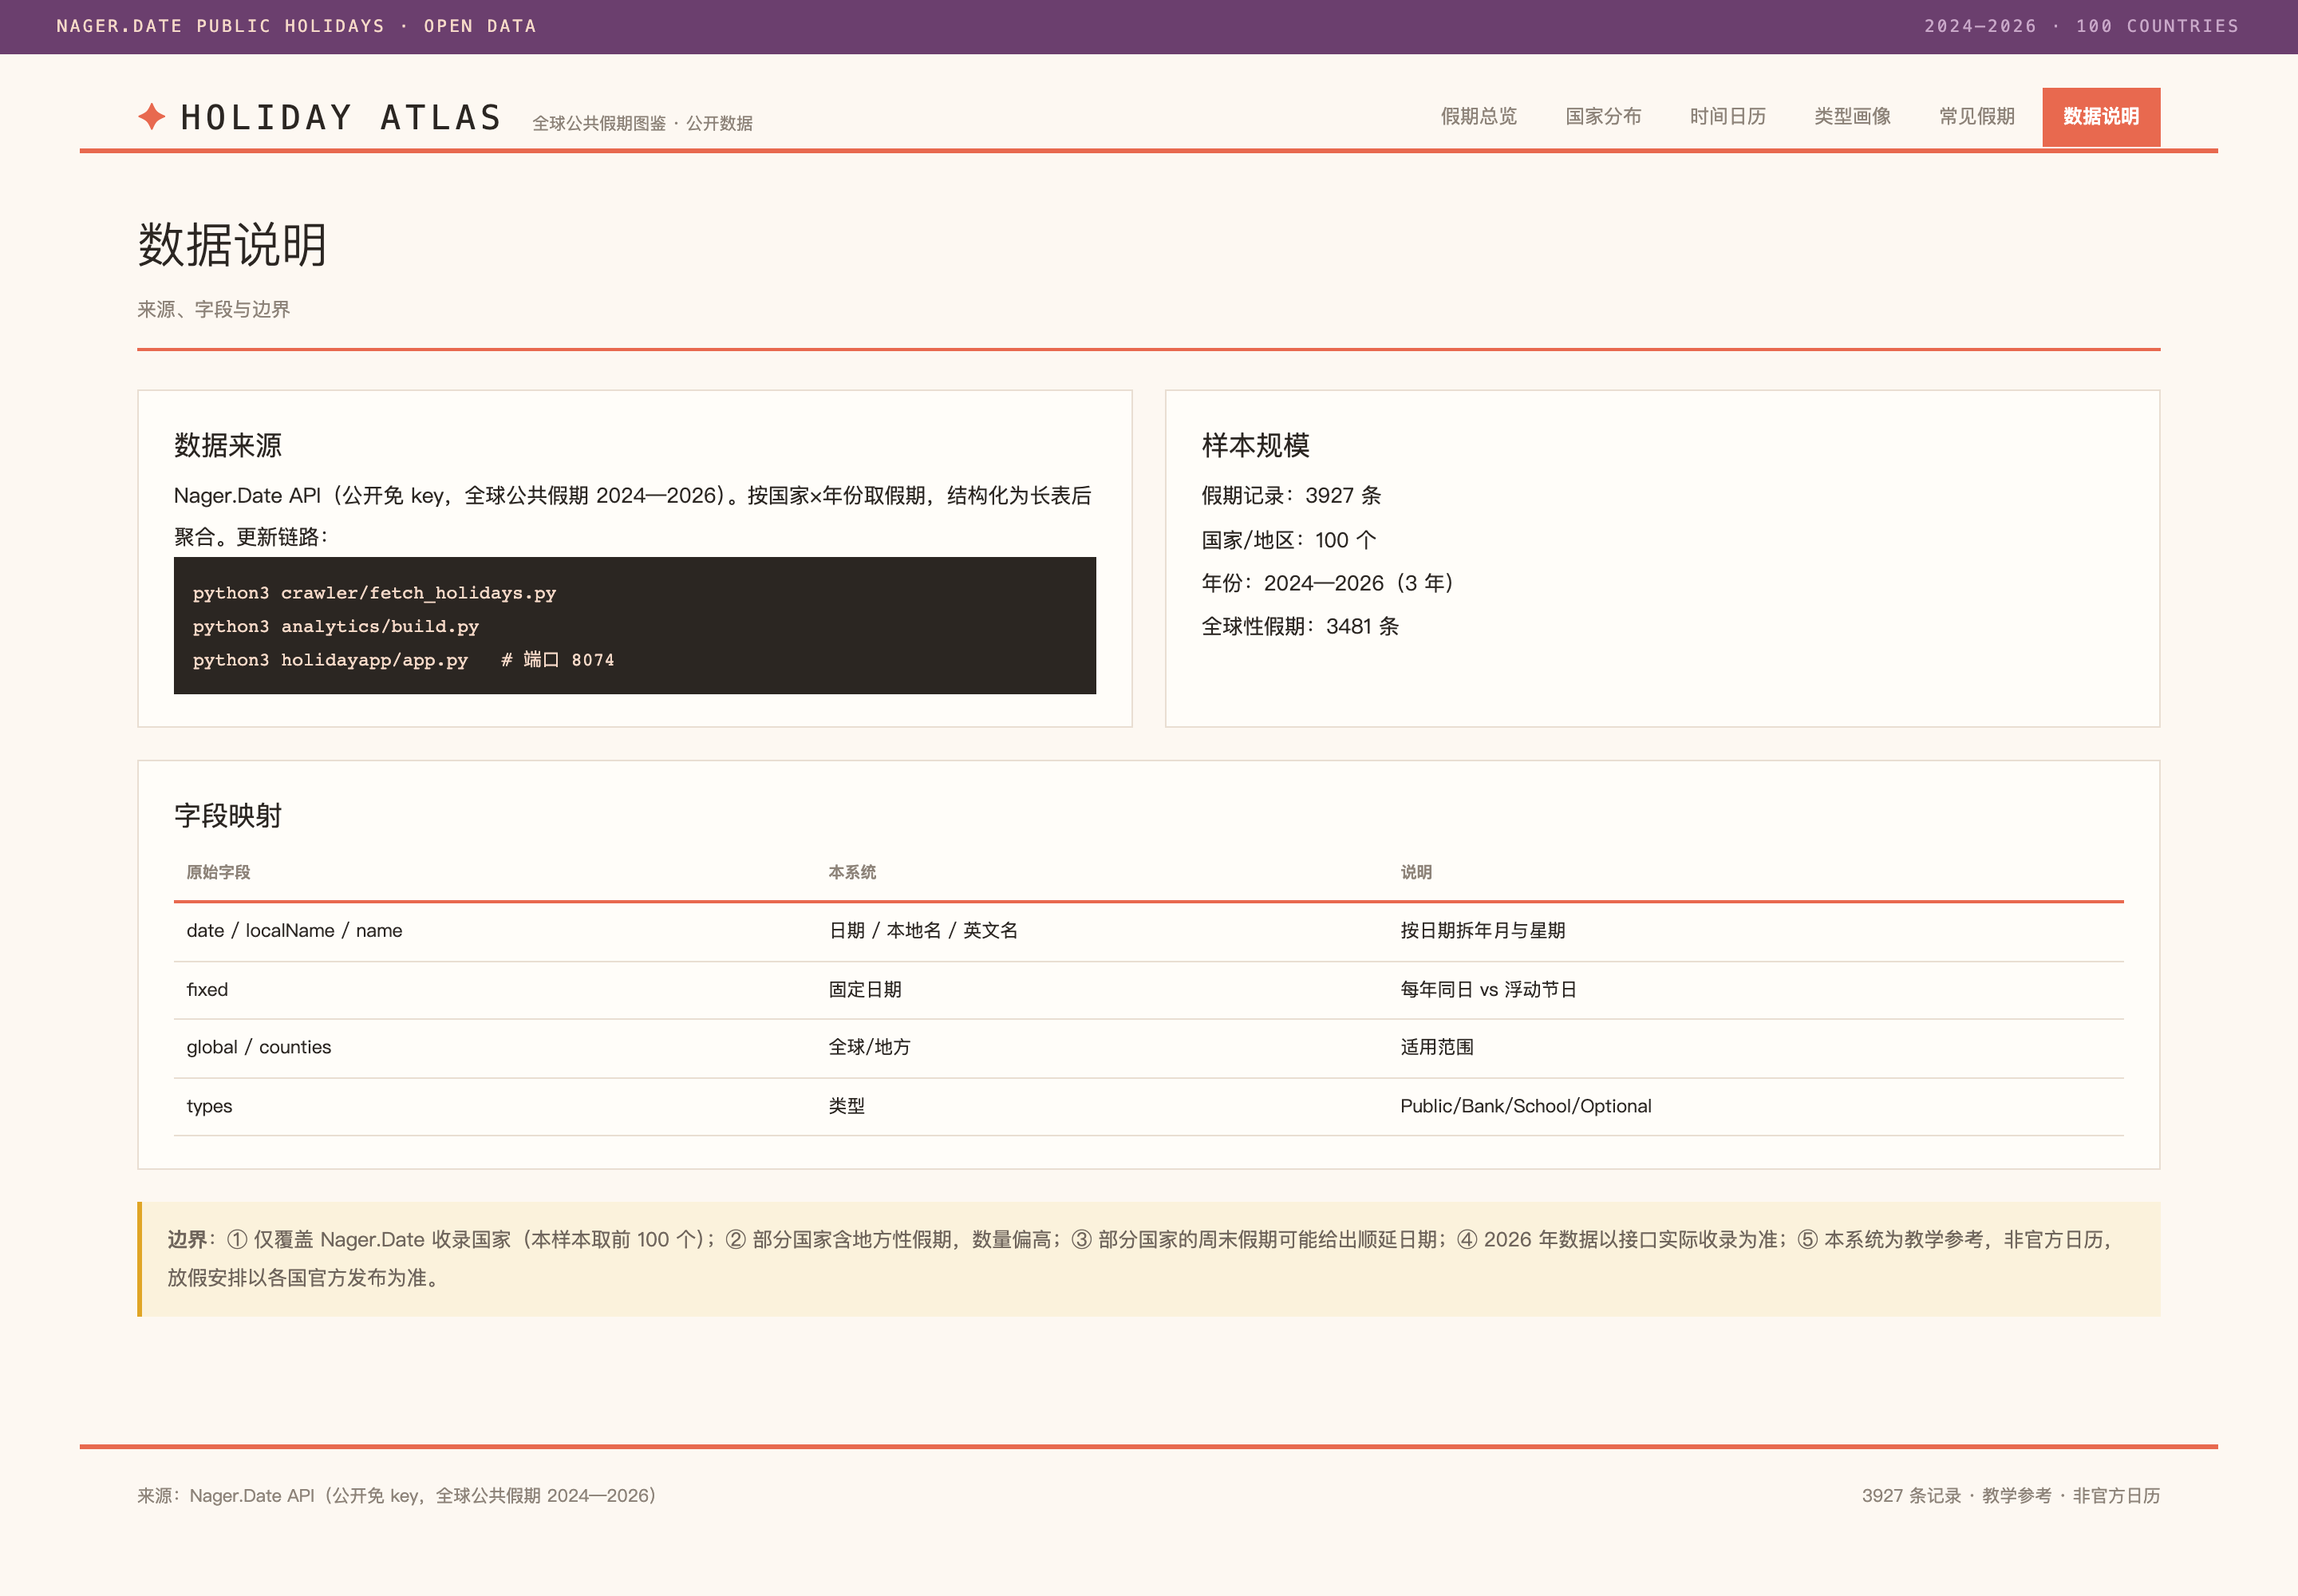 NAGER.DATE PUBLIC HOLIDAYS · OPEN DATA
2024—2026 · 100 COUNTRIES
HOLIDAY ATLAS 全球公共假期图鉴 · 公开数据
假期总览 国家分布 时间日历 类型画像 常见假期 数据说明
数据说明
来源、字段与边界
数据来源
Nager.Date API（公开免 key，全球公共假期 2024—2026）。按国家×年份取假期，结构化为长表后
聚合。更新链路：
python3 crawler/fetch_holidays.py
python3 analytics/build.py
python3 holidayapp/app.py   # 端口 8074
样本规模
假期记录：3927 条
国家/地区：100 个
年份：2024—2026（3 年）
全球性假期：3481 条
字段映射
原始字段 本系统 说明
date / localName / name 日期 / 本地名 / 英文名 按日期拆年月与星期
fixed 固定日期 每年同日 vs 浮动节日
global / counties 全球/地方 适用范围
types 类型 Public/Bank/School/Optional
边界：① 仅覆盖 Nager.Date 收录国家（本样本取前 100 个）；② 部分国家含地方性假期，数量偏高；③ 部分国家的周末假期可能给出顺延日期；④ 2026 年数据以接口实际收录为准；⑤ 本系统为教学参考，非官方日历，
放假安排以各国官方发布为准。
来源：Nager.Date API（公开免 key，全球公共假期 2024—2026）
3927 条记录 · 教学参考 · 非官方日历